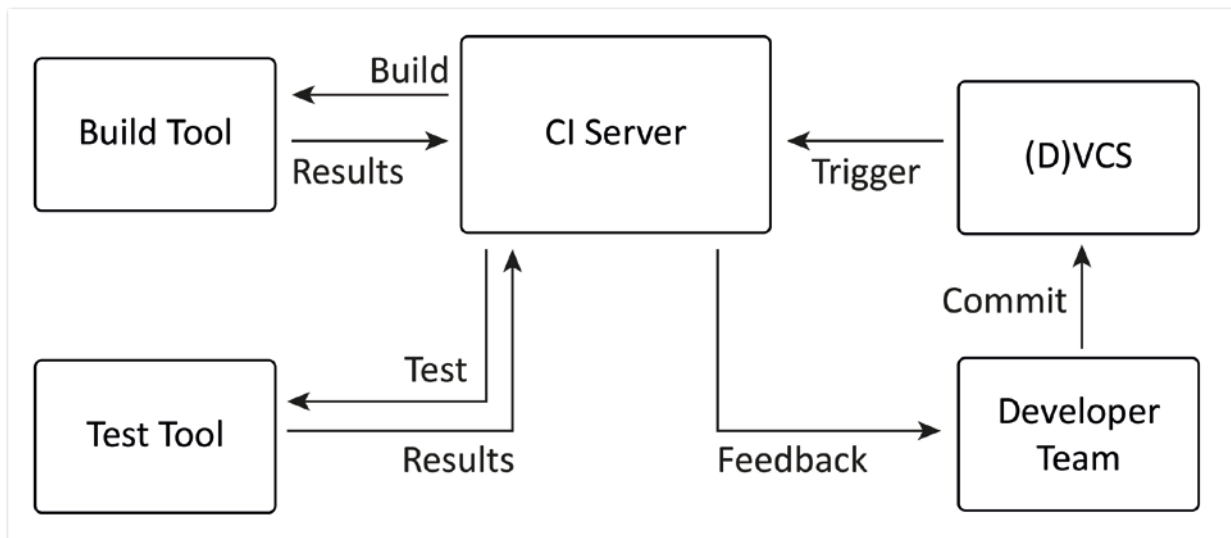 Build
Build Tool
CI Server
Results
Trigger
(D)VCS
Commit
Test
Test Tool
Results
Feedback
Developer
Team